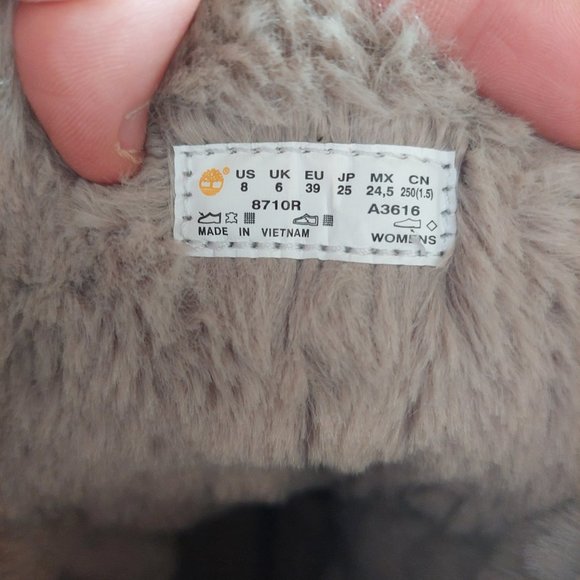 US UK EU JP MX CN
8 6 39 25 24,5 250(1.5)
8710R A3616
MADE IN VIETNAM WOMENS